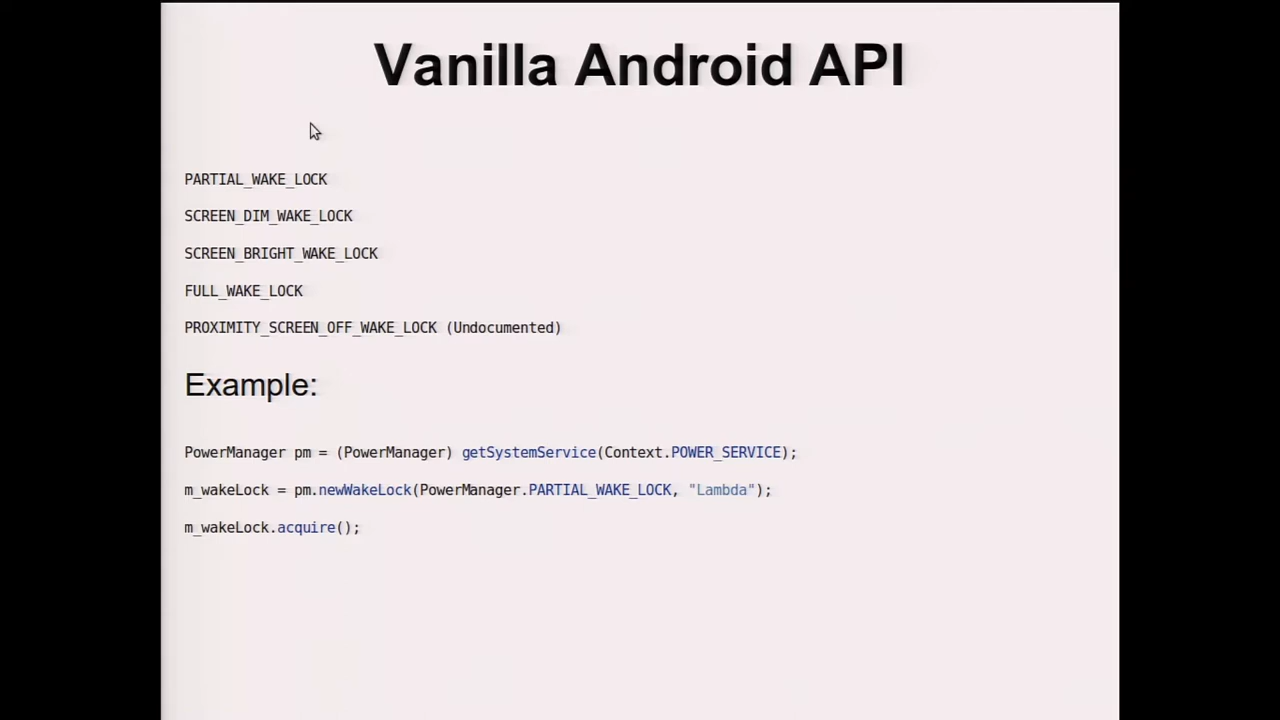 Vanilla Android API
PARTIAL_WAKE_LOCK
SCREEN_DIM_WAKE_LOCK
SCREEN_BRIGHT_WAKE_LOCK
FULL_WAKE_LOCK
PROXIMITY_SCREEN_OFF_WAKE_LOCK (Undocumented)
Example:
PowerManager pm = (PowerManager) getSystemService(Context.POWER_SERVICE);
m_wakeLock = pm.newWakeLock(PowerManager.PARTIAL_WAKE_LOCK, "Lambda");
m_wakeLock.acquire();